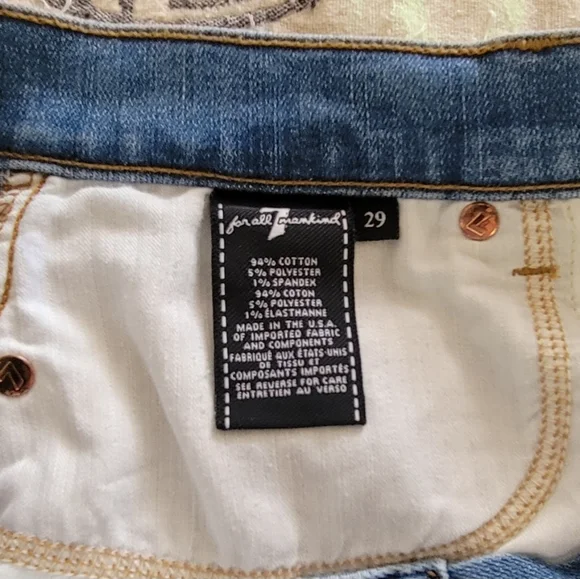 for all 7 mankind
29
94% COTTON
5% POLYESTER
1% SPANDEX
94% COTON
5% POLYESTER
1% ÉLASTHANNE
MADE IN THE U.S.A.
OF IMPORTED FABRIC
AND COMPONENTS
FABRIQUÉ AUX ÉTATS-UNIS
DE TISSU ET
COMPOSANTS IMPORTÉS
SEE REVERSE FOR CARE
ENTRETIEN AU VERSO